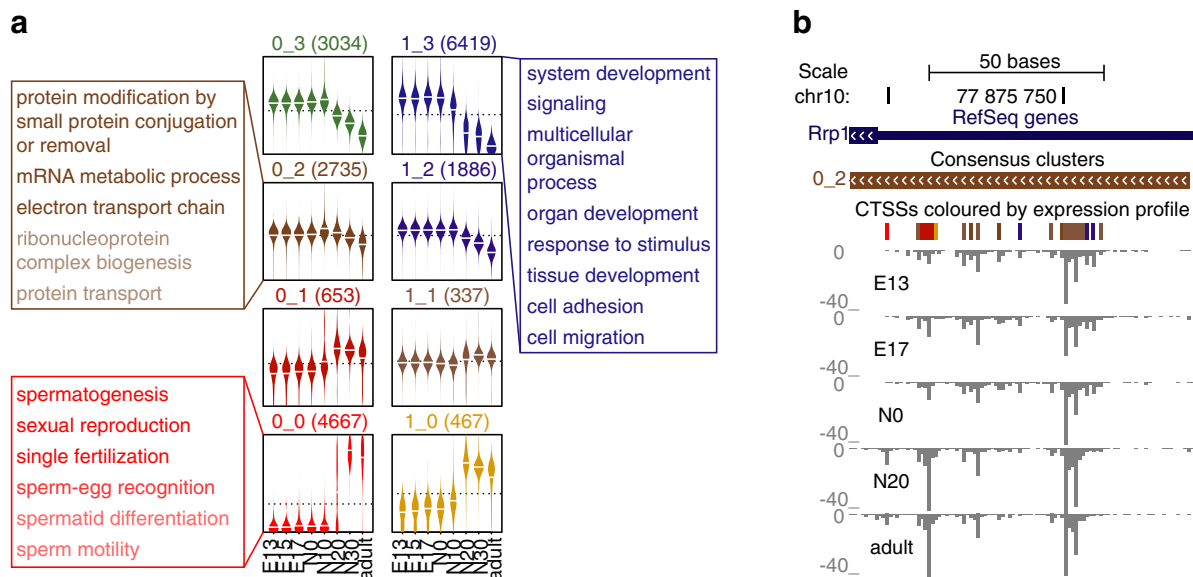 a
0_3 (3034)
1_3 (6419)
protein modification by
small protein conjugation
or removal
mRNA metabolic process
electron transport chain
ribonucleoprotein
complex biogenesis
protein transport
system development
signaling
multicellular
organismal
process
organ development
response to stimulus
tissue development
cell adhesion
cell migration
0_2 (2735)
1_2 (1886)
0_1 (653)
1_1 (337)
spermatogenesis
sexual reproduction
single fertilization
sperm-egg recognition
spermatid differentiation
sperm motility
0_0 (4667)
1_0 (467)
E13
E15
E17
N0
N10
N20
N30
adult
E13
E15
E17
N0
N10
N20
N30
adult
b
Scale
50 bases
chr10:
77 875 750
RefSeq genes
Rrp1
Consensus clusters
0_2
CTSSs coloured by expression profile
0
E13
-40
0
E17
-40
0
N0
-40
0
N20
-40
0
adult
-40